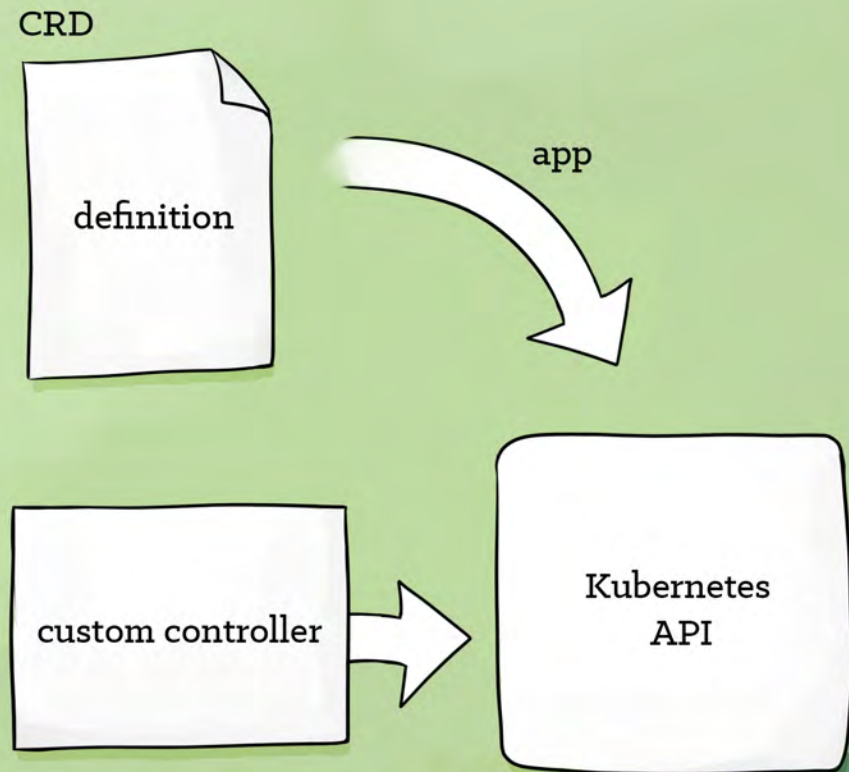 CRD
definition
app
custom controller
Kubernetes
API